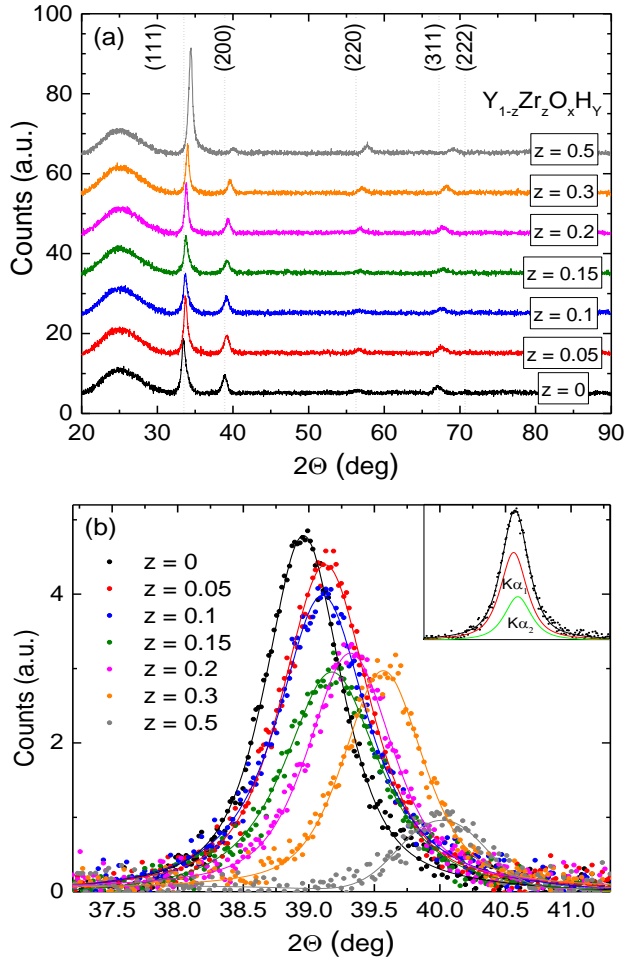 (a)
(111)
(200)
(220)
(311)
(222)
Y1-zZrzOxHY
z = 0.5
z = 0.3
z = 0.2
z = 0.15
z = 0.1
z = 0.05
z = 0
100
80
60
40
20
0
Counts (a.u.)
20 30 40 50 60 70 80 90
2Θ (deg)
(b)
z = 0
z = 0.05
z = 0.1
z = 0.15
z = 0.2
z = 0.3
z = 0.5
Kα1
Kα2
4
2
0
Counts (a.u.)
37.5 38.0 38.5 39.0 39.5 40.0 40.5 41.0
2Θ (deg)